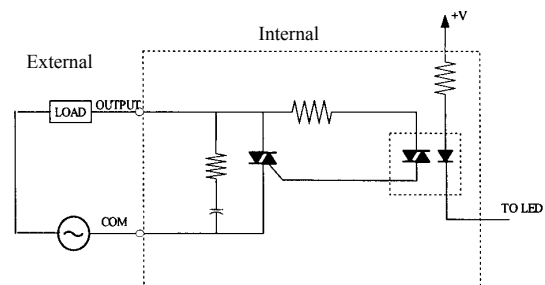 +V
Internal
External
LOAD
OUTPUT
COM
TO LED